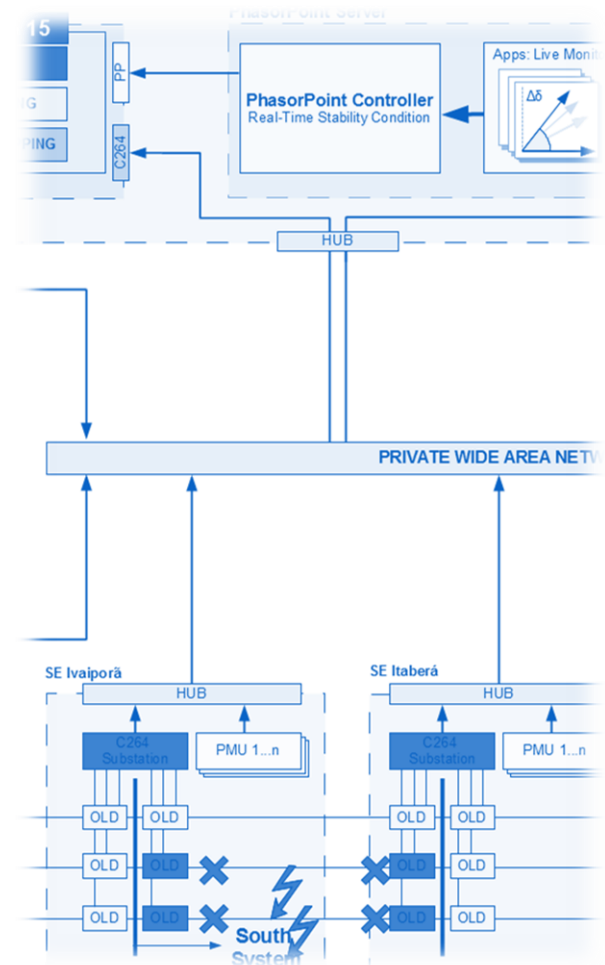 PhasorPoint Server
15
PP
G
PING
C264
PhasorPoint Controller
Real-Time Stability Condition
Apps: Live Monit
Δδ
HUB
PRIVATE WIDE AREA NETW
SE Ivaiporã
HUB
C264
Substation
PMU 1...n
OLD
OLD
OLD
OLD
OLD
OLD
South
System
SE Itaberá
HUB
C264
Substation
PMU 1...n
OLD
OLD
OLD
OLD
OLD
OLD